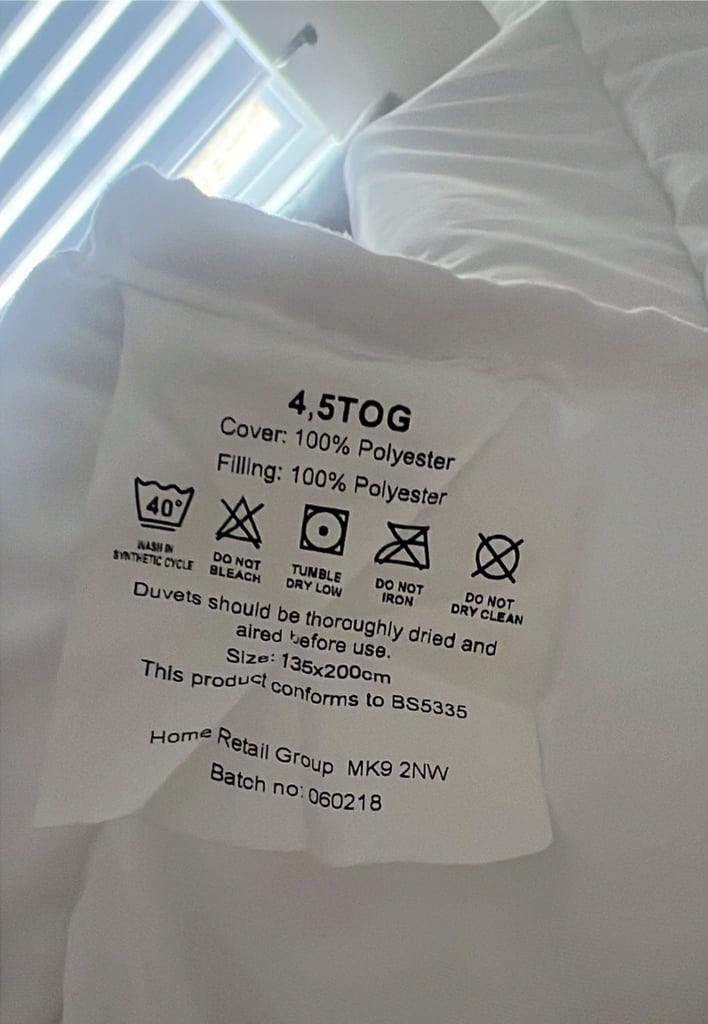 4,5TOG
Cover: 100% Polyester
Filling: 100% Polyester
40°
WASH IN
SYNTHETIC CYCLE
DO NOT
BLEACH
TUMBLE
DRY LOW
DO NOT
IRON
DO NOT
DRY CLEAN
Duvets should be thoroughly dried and
aired before use.
Size: 135x200cm
This product conforms to BS5335
Home Retail Group MK9 2NW
Batch no: 060218